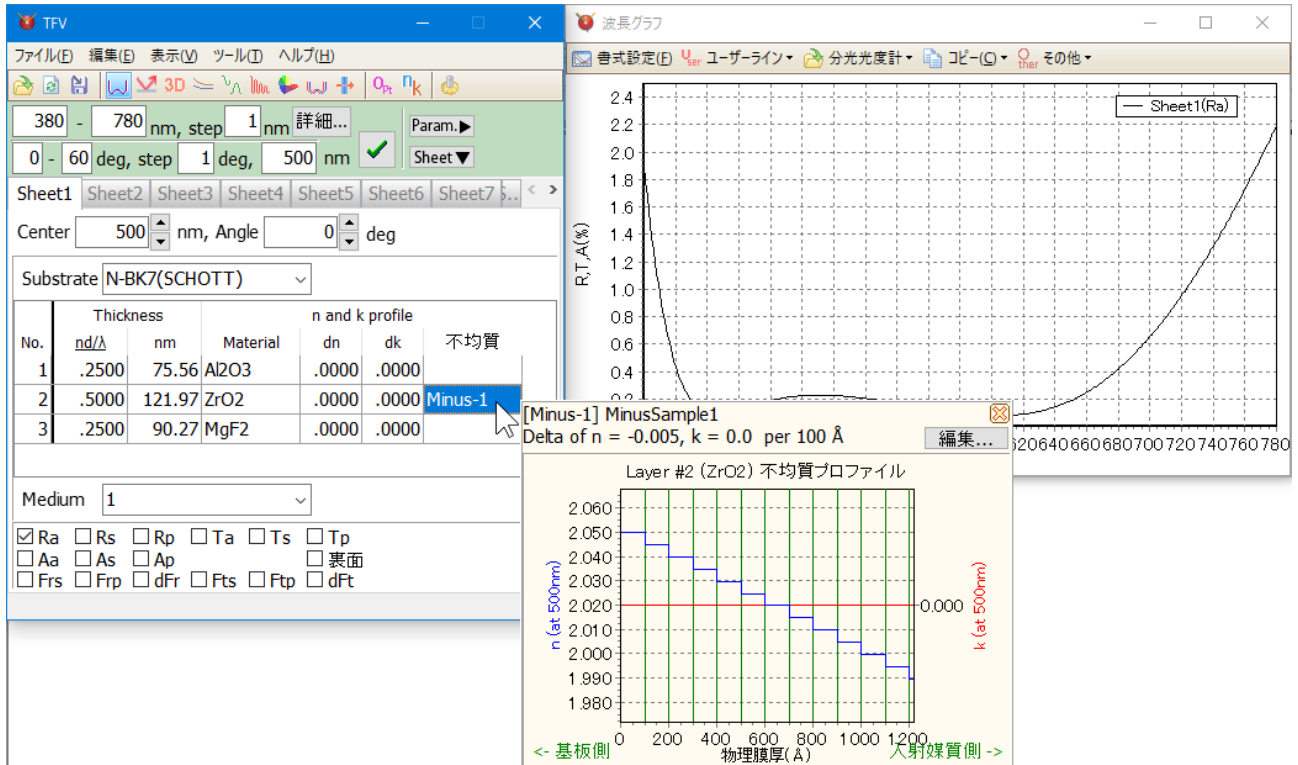 TFV
ファイル(F) 編集(E) 表示(V) ツール(T) ヘルプ(H)
3D OPt nk
380 - 780 nm, step 1 nm 詳細... Param.▶
0 - 60 deg, step 1 deg, 500 nm Sheet▼
Sheet1 Sheet2 Sheet3 Sheet4 Sheet5 Sheet6 Sheet7 S.. < >
Center 500 nm, Angle 0 deg
Substrate N-BK7(SCHOTT)
Thickness n and k profile
No. nd/λ nm Material dn dk 不均質
1 .2500 75.56 Al2O3 .0000 .0000
2 .5000 121.97 ZrO2 .0000 .0000 Minus-1
3 .2500 90.27 MgF2 .0000 .0000
Medium 1
Ra Rs Rp Ta Ts Tp
Aa As Ap 裏面
Frs Frp dFr Fts Ftp dFt
波長グラフ
書式設定(F) User ユーザーライン 分光光度計 コピー(C) Other その他
Sheet1(Ra)
R,T,A(%)
2.4
2.2
2.0
1.8
1.6
1.4
1.2
1.0
0.8
0.6
0.4
0.2
640 660 680 700 720 740 760 780
[Minus-1] MinusSample1
Delta of n = -0.005, k = 0.0 per 100 Å 編集...
Layer #2 (ZrO2) 不均質プロファイル
n (at 500nm)
2.060
2.050
2.040
2.030
2.020
2.010
2.000
1.990
1.980
0.000
k (at 500nm)
0 200 400 600 800 1000 1200
<- 基板側 物理膜厚(Å) 入射媒質側 ->